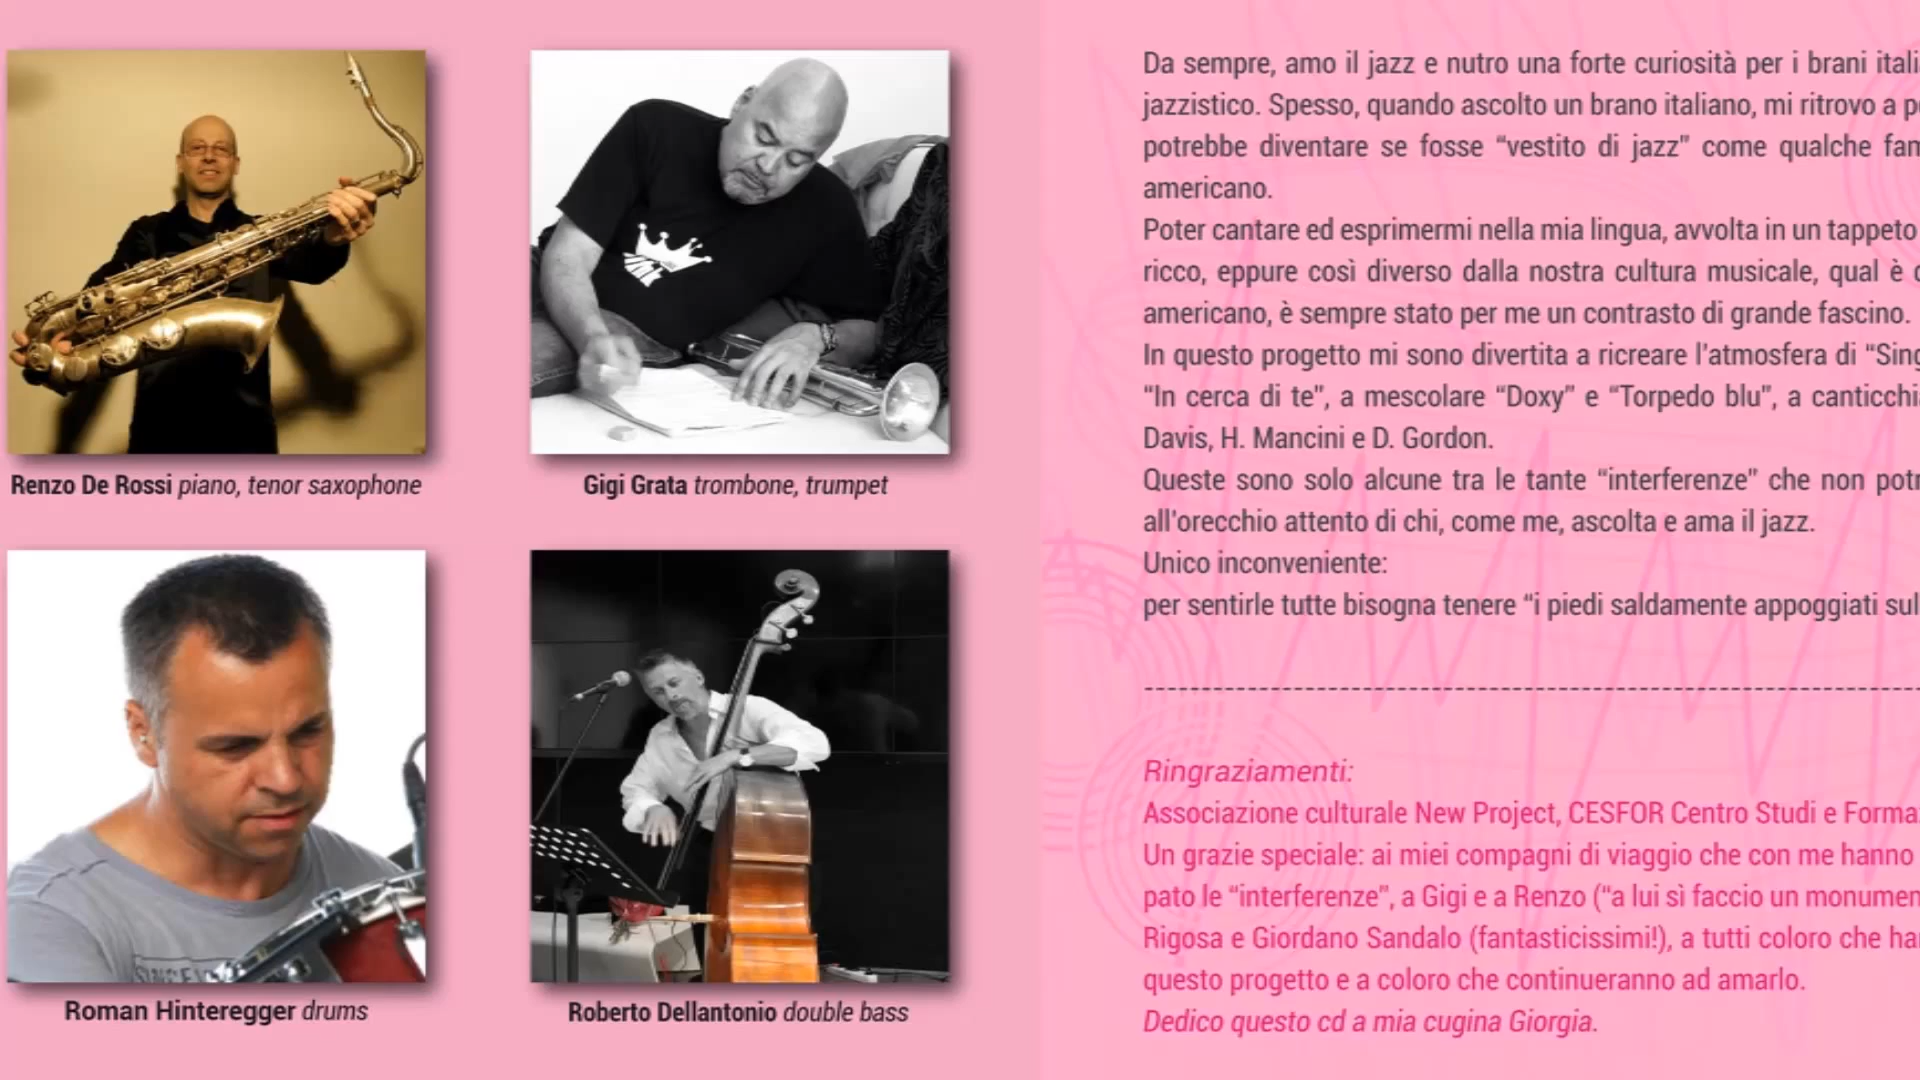 Renzo De Rossi piano, tenor saxophone
Gigi Grata trombone, trumpet
Roman Hinteregger drums
Roberto Dellantonio double bass
Da sempre, amo il jazz e nutro una forte curiosità per i brani
jazzistico. Spesso, quando ascolto un brano italiano, mi ritrovo a
potrebbe diventare se fosse “vestito di jazz” come qualche
americano.
Poter cantare ed esprimermi nella mia lingua, avvolta in un tappeto
ricco, eppure così diverso dalla nostra cultura musicale, qual è
americano, è sempre stato per me un contrasto di grande fascino.
In questo progetto mi sono divertita a ricreare l’atmosfera di
“In cerca di te”, a mescolare “Doxy” e “Torpedo blu”, a
Davis, H. Mancini e D. Gordon.
Queste sono solo alcune tra le tante “interferenze” che non
all’orecchio attento di chi, come me, ascolta e ama il jazz.
Unico inconveniente:
per sentirle tutte bisogna tenere “i piedi saldamente appoggiati
Ringraziamenti:
Associazione culturale New Project, CESFOR Centro Studi e
Un grazie speciale: ai miei compagni di viaggio che con me hanno
pato le “interferenze”, a Gigi e a Renzo (“a lui sì faccio un
Rigosa e Giordano Sandalo (fantasticissimi!), a tutti coloro che
questo progetto e a coloro che continueranno ad amarlo.
Dedico questo cd a mia cugina Giorgia.